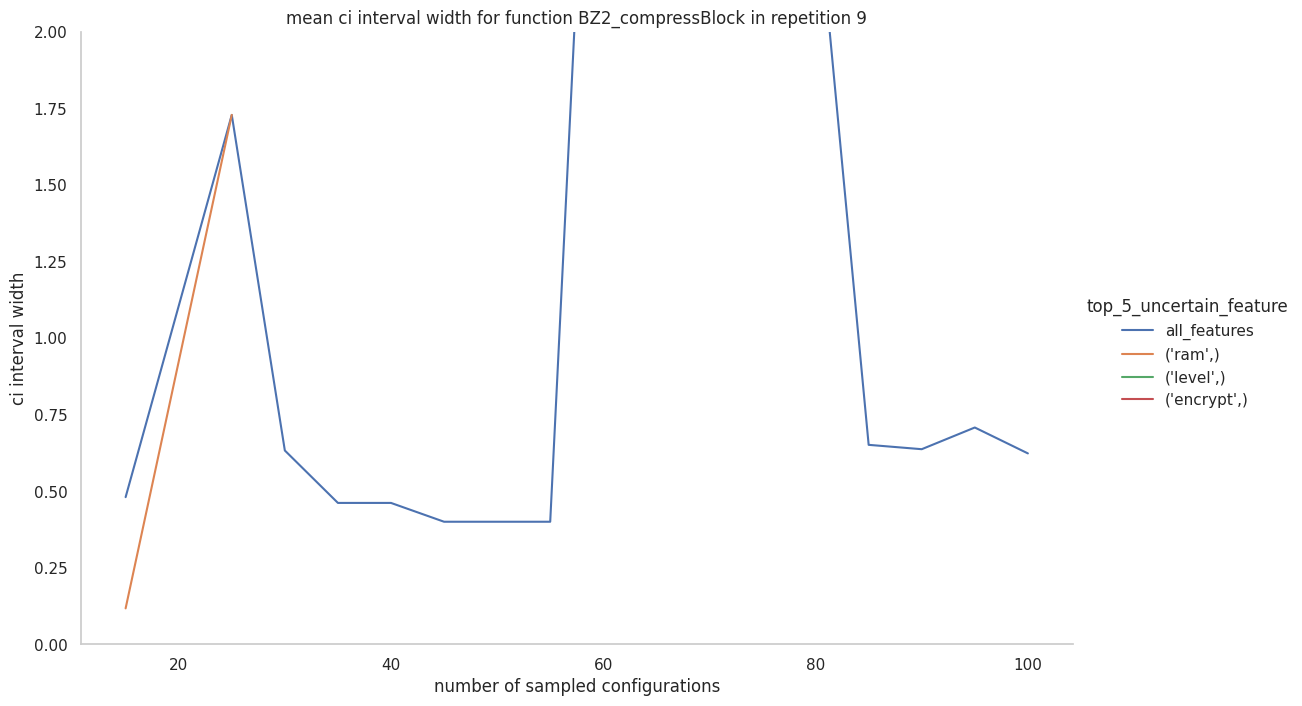 mean ci interval width for function BZ2_compressBlock in repetition 9
2.00
1.75
1.50
1.25
1.00
0.75
0.50
0.25
0.00
ci interval width
20
40
60
80
100
number of sampled configurations
top_5_uncertain_feature
all_features
('ram',)
('level',)
('encrypt',)